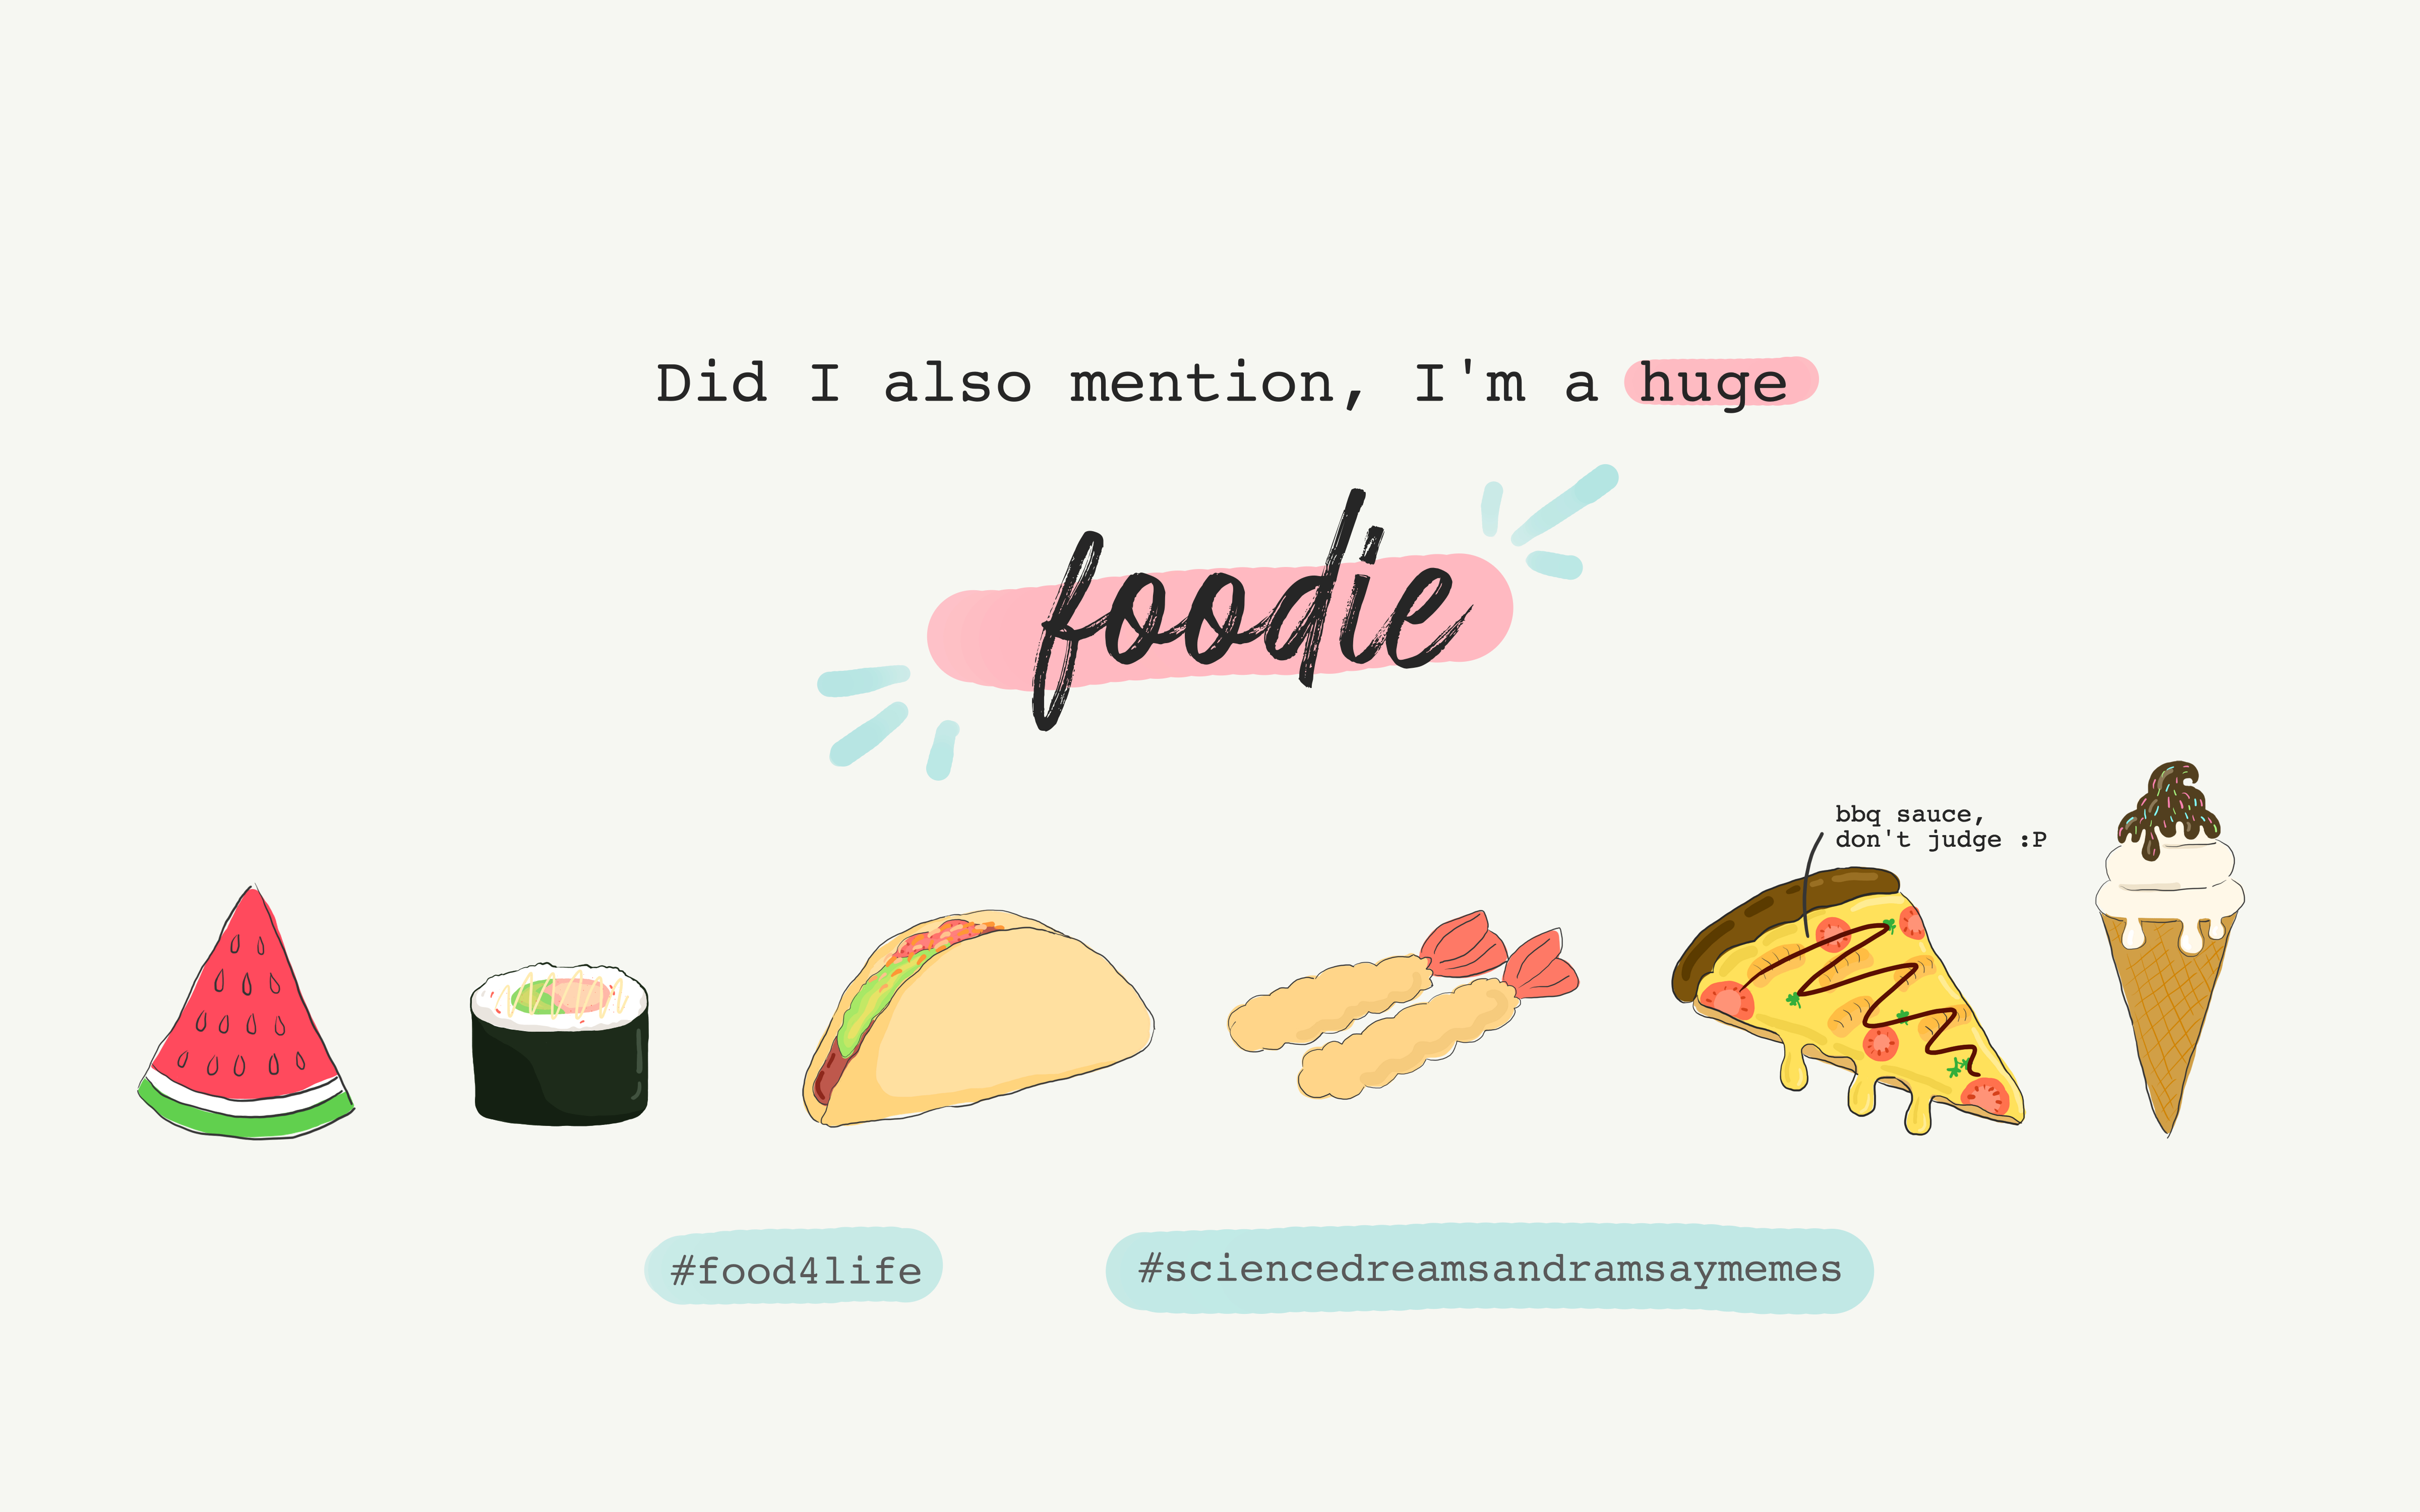 Did I also mention, I'm a huge
foodie
bbq sauce,
don't judge :P
#food4life
#sciencedreamsandramsaymemes